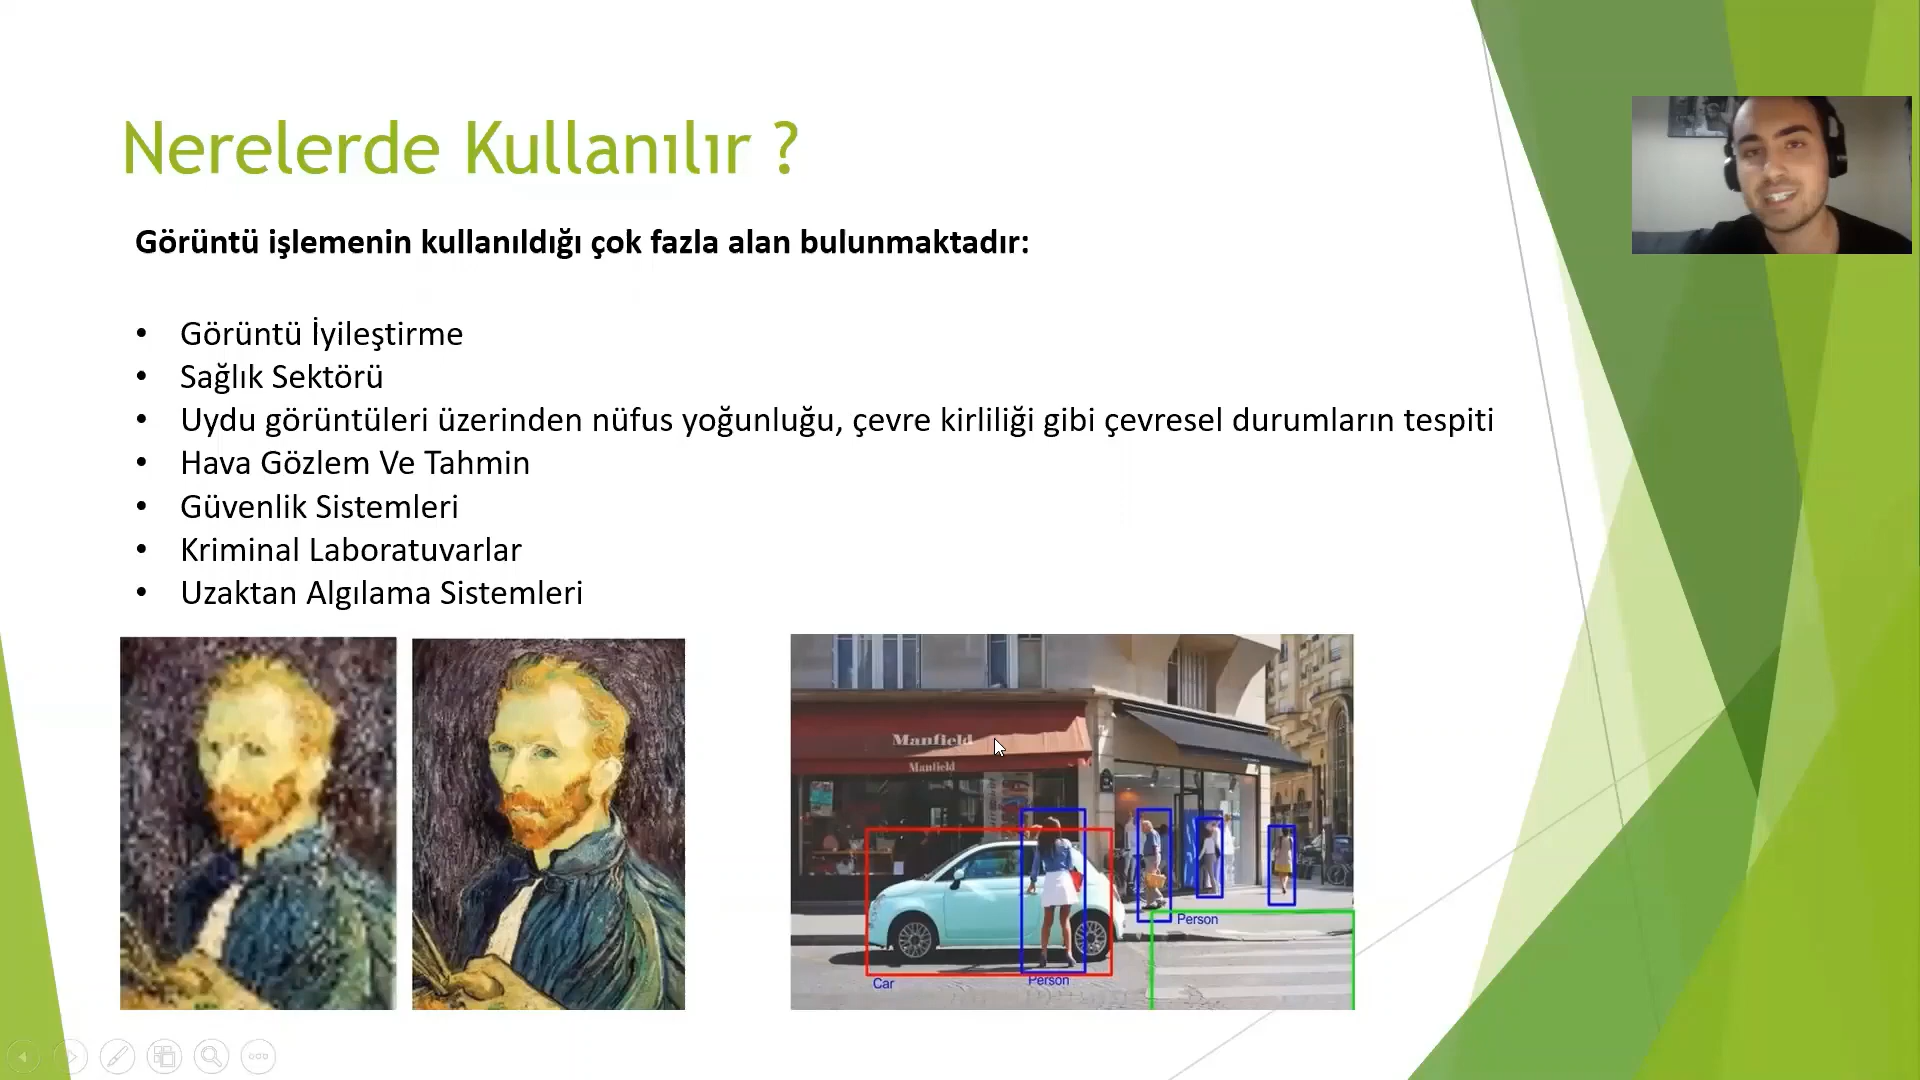 Nerelerde Kullanılır ?
Görüntü işlemenin kullanıldığı çok fazla alan bulunmaktadır:
• Görüntü İyileştirme
• Sağlık Sektörü
• Uydu görüntüleri üzerinden nüfus yoğunluğu, çevre kirliliği gibi çevresel durumların tespiti
• Hava Gözlem Ve Tahmin
• Güvenlik Sistemleri
• Kriminal Laboratuvarlar
• Uzaktan Algılama Sistemleri
Manfield
Manfield
Person
Car
Person